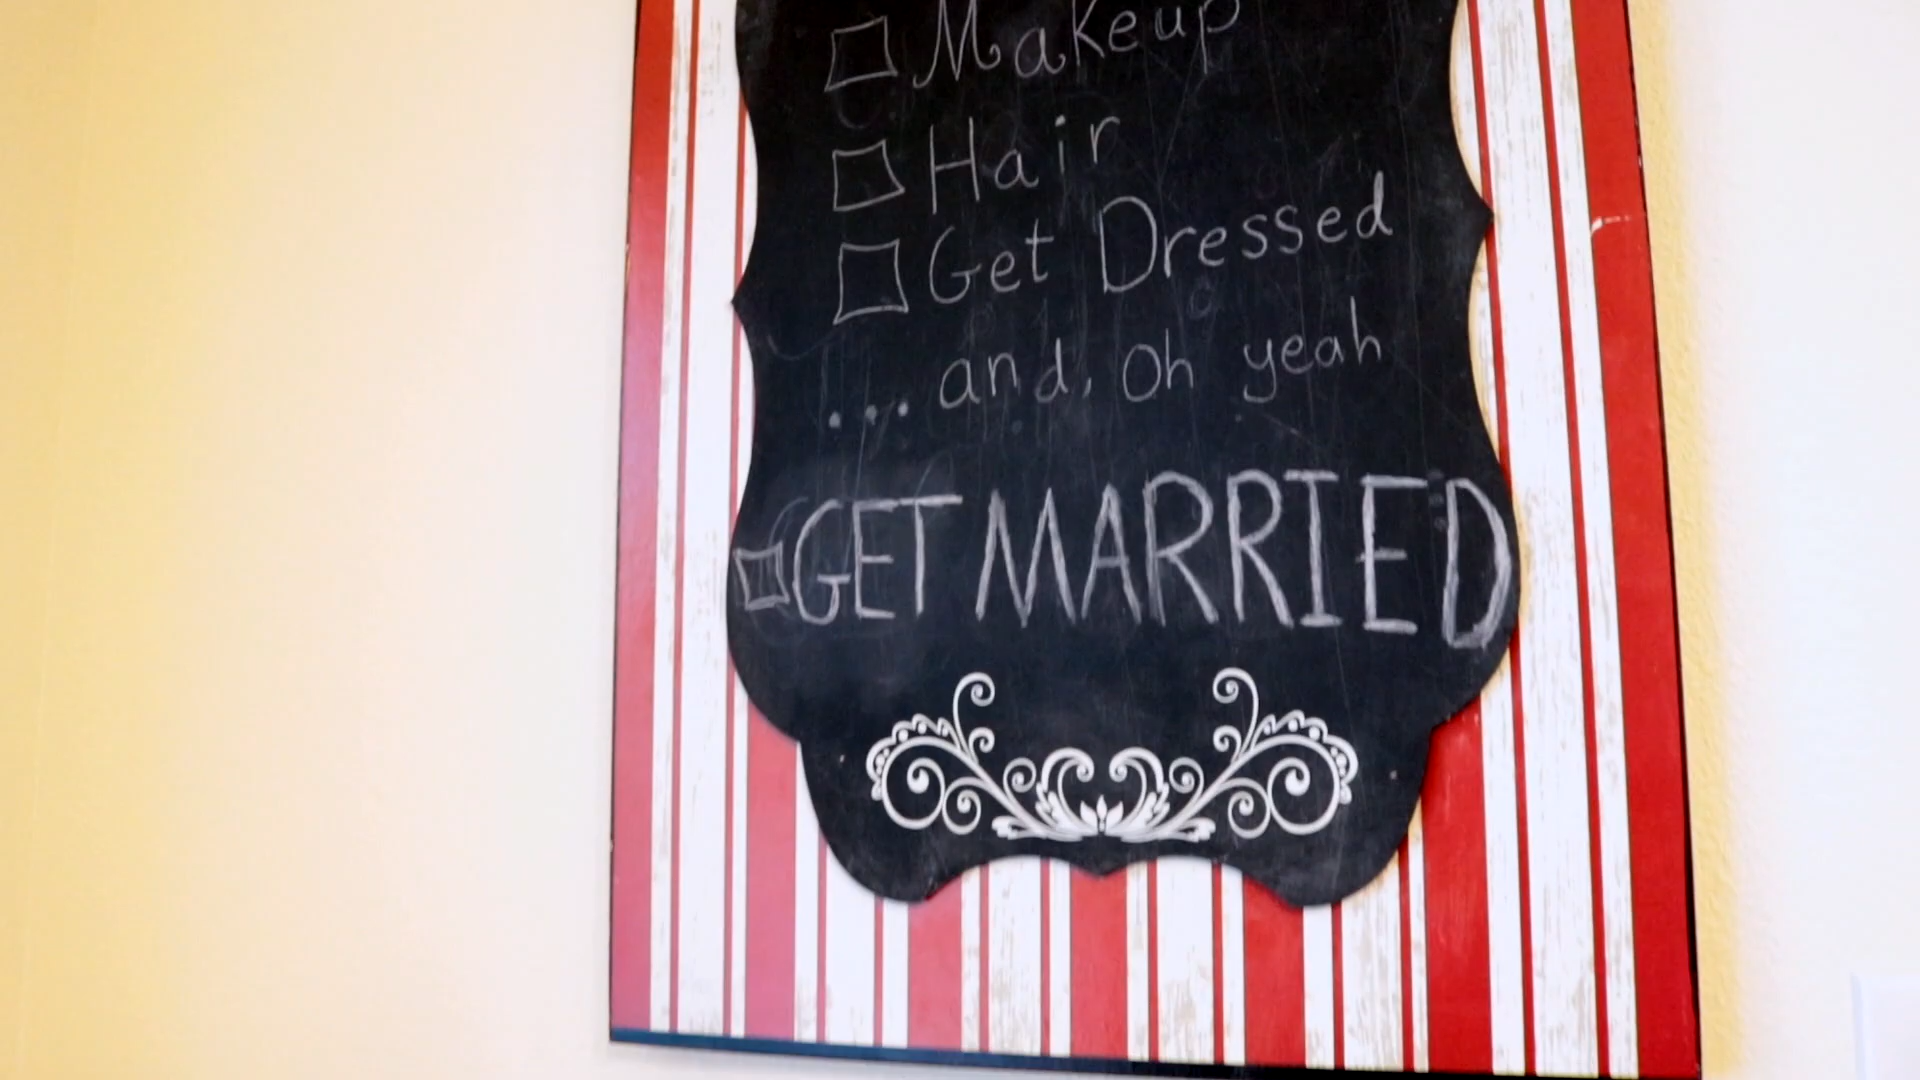 Makeup
Hair
Get Dressed
... and, oh yeah
GET MARRIED